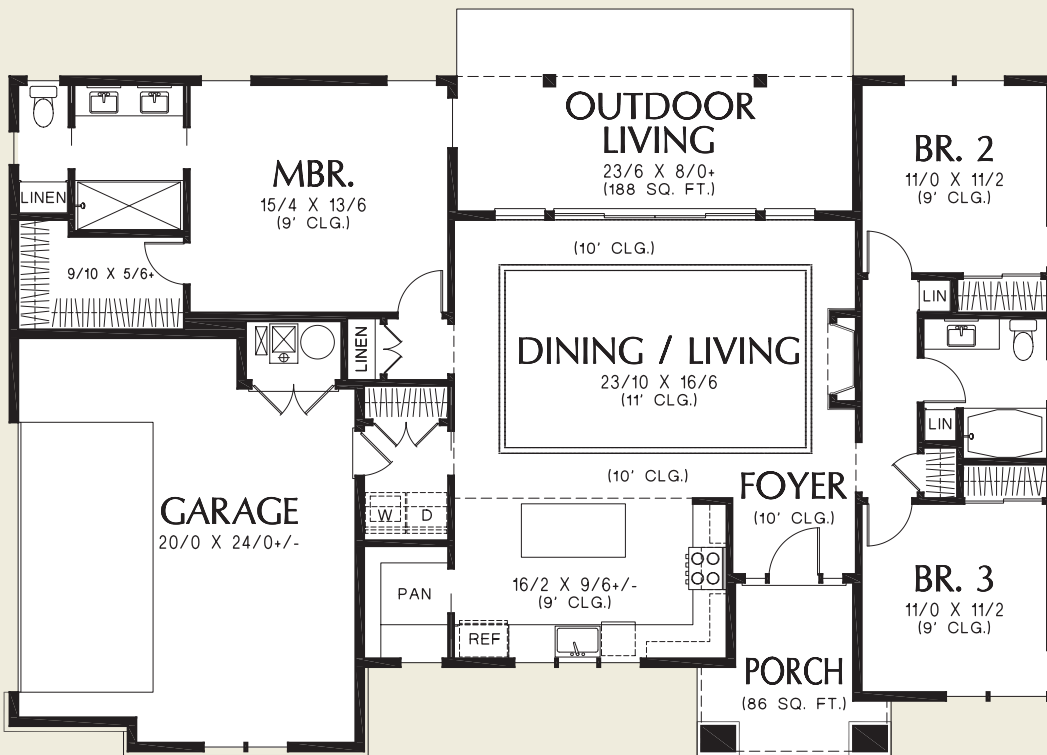 OUTDOOR
LIVING
23/6 X 8/0+
(188 SQ. FT.)
MBR.
15/4 X 13/6
(9' CLG.)
BR. 2
11/0 X 11/2
(9' CLG.)
LINEN
9/10 X 5/6+
(10' CLG.)
LIN
LINEN
DINING / LIVING
23/10 X 16/6
(11' CLG.)
LIN
(10' CLG.)
FOYER
(10' CLG.)
GARAGE
20/0 X 24/0+/-
W D
PAN
16/2 X 9/6+/-
(9' CLG.)
REF
BR. 3
11/0 X 11/2
(9' CLG.)
PORCH
(86 SQ. FT.)